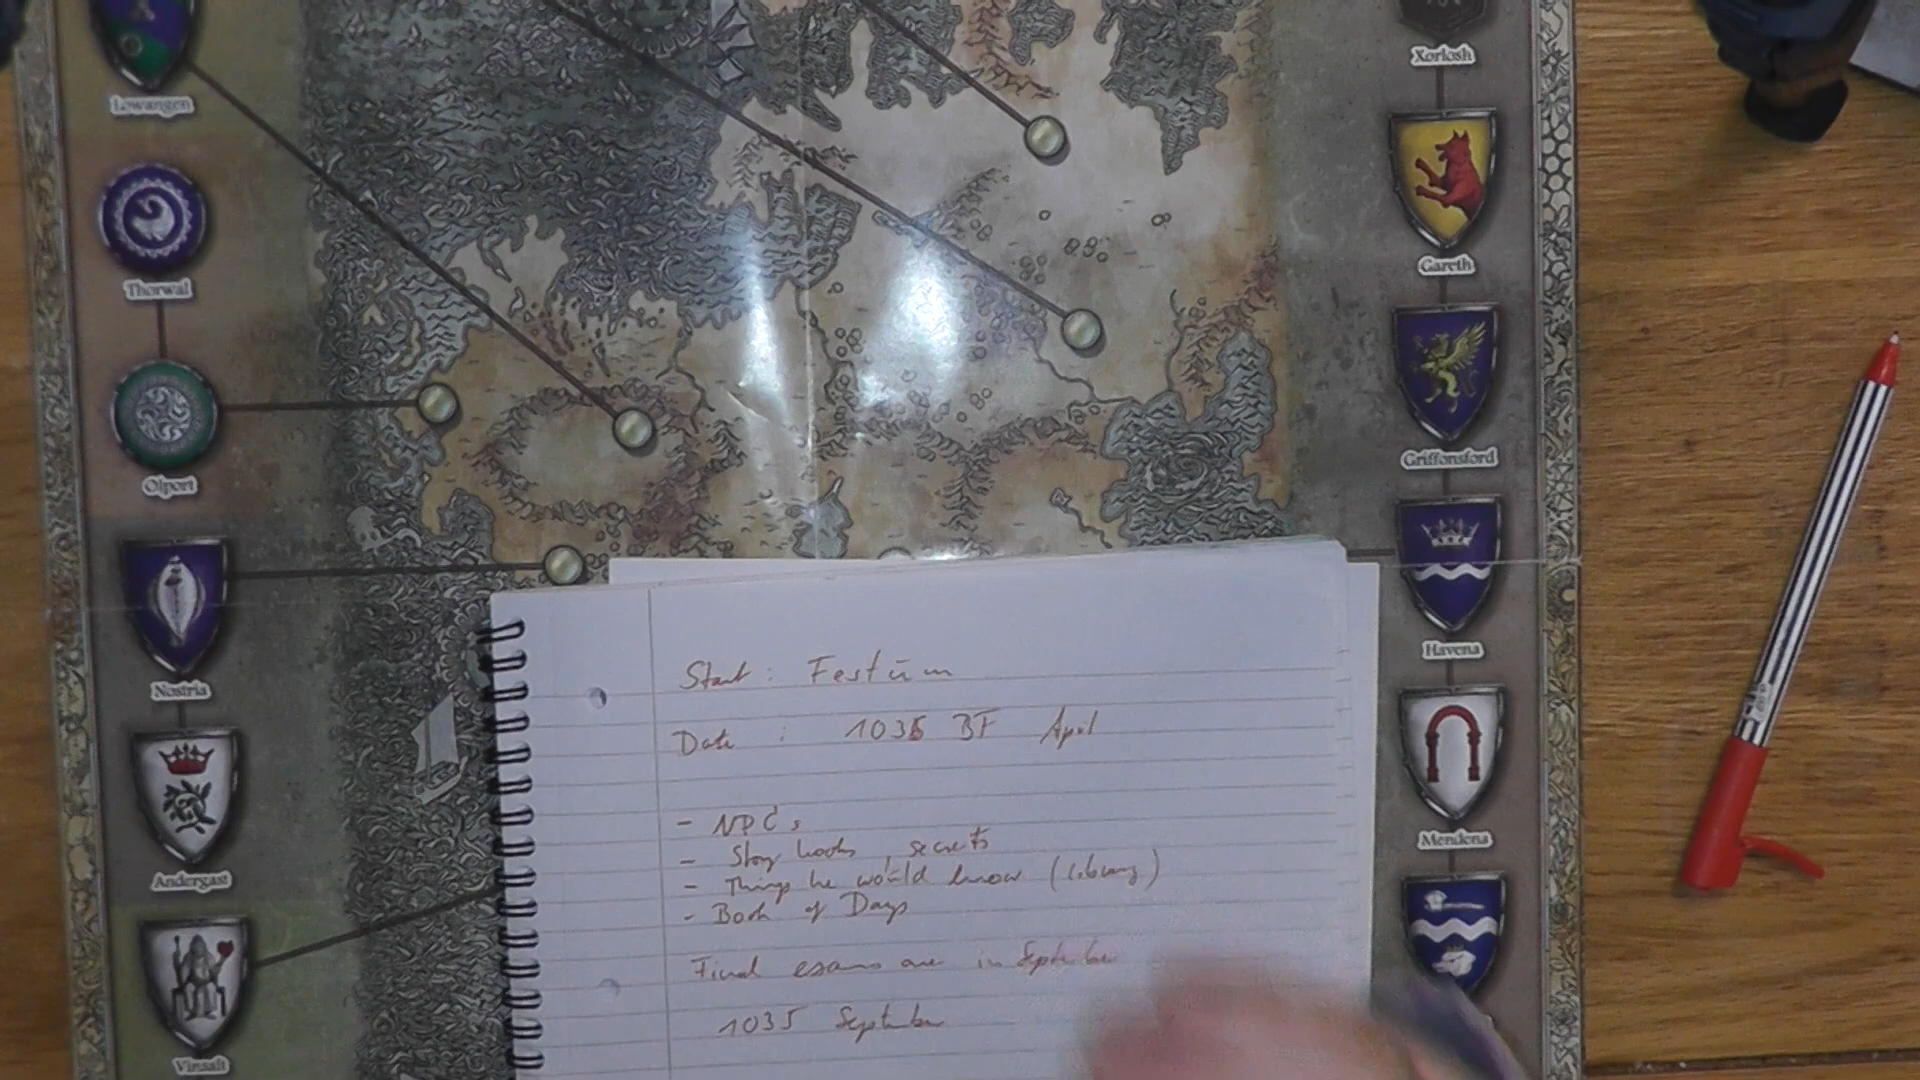 Lowangen
Thorwal
Olport
Nostria
Andergast
Vinsalt
Xorlosh
Gareth
Griffonsford
Havena
Mendena
Start : Festum
Date : 1036 BF April
- NPCs
- Story hooks, secrets
- Things he would know (library)
- Book of Days
Final exams are in September
1035 September